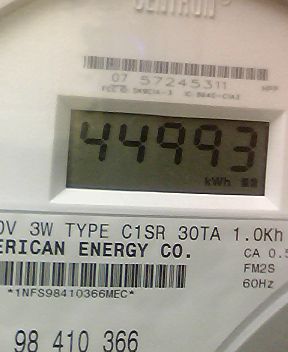 CENTRON®
07 57245311
44993
kWh
0V 3W TYPE C1SR 30TA 1.0Kh
ERICAN ENERGY CO.
CA 0.5
FM2S
60Hz
*1NFS98410366MEC*
98 410 366